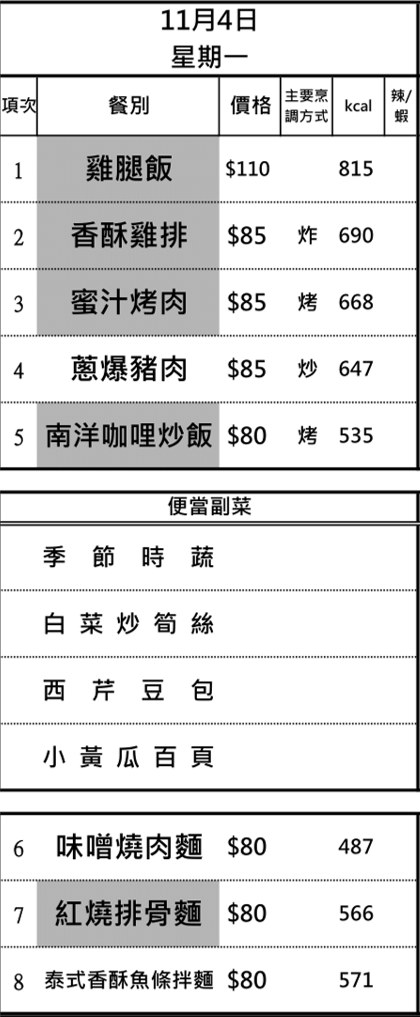 11月4日
星期一
項次 餐別 價格 主要烹調方式 kcal 辣/蝦
1 雞腿飯 $110 815
2 香酥雞排 $85 炸 690
3 蜜汁烤肉 $85 烤 668
4 蔥爆豬肉 $85 炒 647
5 南洋咖哩炒飯 $80 烤 535
便當副菜
季節時蔬
白菜炒筍絲
西芹豆包
小黃瓜百頁
6 味噌燒肉麵 $80 487
7 紅燒排骨麵 $80 566
8 泰式香酥魚條拌麵 $80 571